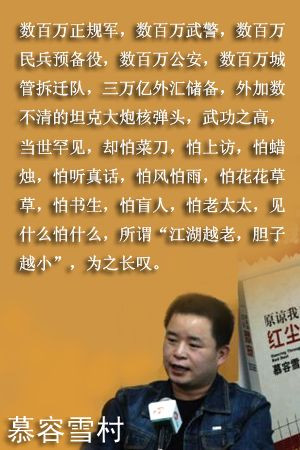 数百万正规军，数百万武警，数百万
民兵预备役，数百万公安，数百万城
管拆迁队，三万亿外汇储备，外加数
不清的坦克大炮核弹头，武功之高，
当世罕见，却怕菜刀，怕上访，怕蜡
烛，怕听真话，怕风怕雨，怕花花草
草，怕书生，怕盲人，怕老太太，见
什么怕什么，所谓“江湖越老，胆子
越小”，为之长叹。
原谅我
红尘
Dancing Through
Red Dust
慕容雪
慕容雪村